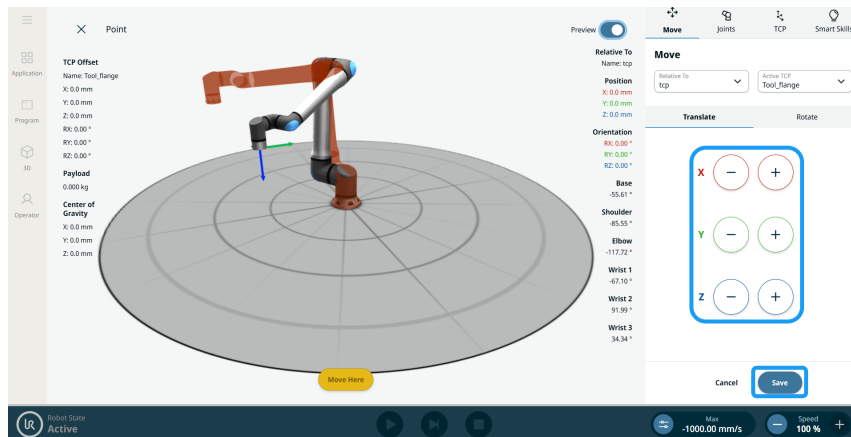 Application
Program
3D
Operator
Point
Preview
TCP Offset
Name: Tool_flange
X: 0.0 mm
Y: 0.0 mm
Z: 0.0 mm
RX: 0.00 °
RY: 0.00 °
RZ: 0.00 °
Payload
0.000 kg
Center of
Gravity
X: 0.0 mm
Y: 0.0 mm
Z: 0.0 mm
Relative To
Name: tcp
Position
X: 0.0 mm
Y: 0.0 mm
Z: 0.0 mm
Orientation
RX: 0.00 °
RY: 0.00 °
RZ: 0.00 °
Base
-55.61 °
Shoulder
-85.55 °
Elbow
-117.72 °
Wrist 1
-67.10 °
Wrist 2
91.99 °
Wrist 3
34.34 °
Move Here
Move
Joints
TCP
Smart Skills
Move
Relative To
tcp
Active TCP
Tool_flange
Translate
Rotate
X − +
Y − +
Z − +
Cancel
Save
UR
Robot State
Active
Max
-1000.00 mm/s
−
Speed
100 %
+